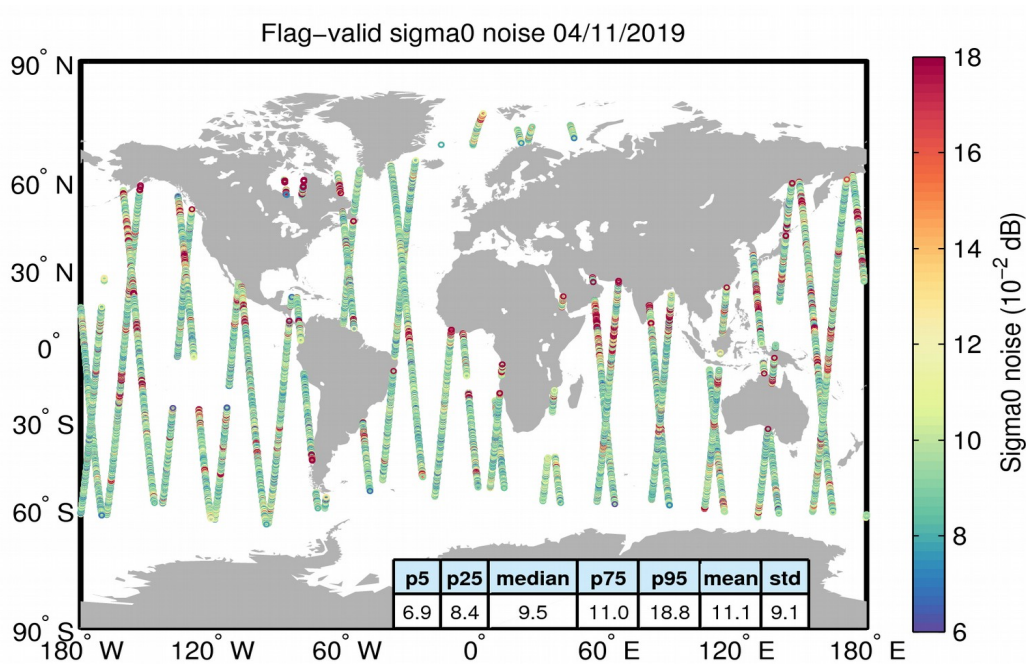 Flag-valid sigma0 noise 04/11/2019
90° N
60° N
30° N
0°
30° S
60° S
90° S
180° W
120° W
60° W
0°
60° E
120° E
180° E
p5 p25 median p75 p95 mean std
6.9 8.4 9.5 11.0 18.8 11.1 9.1
18
16
14
12
10
8
6
Sigma0 noise (10⁻² dB)